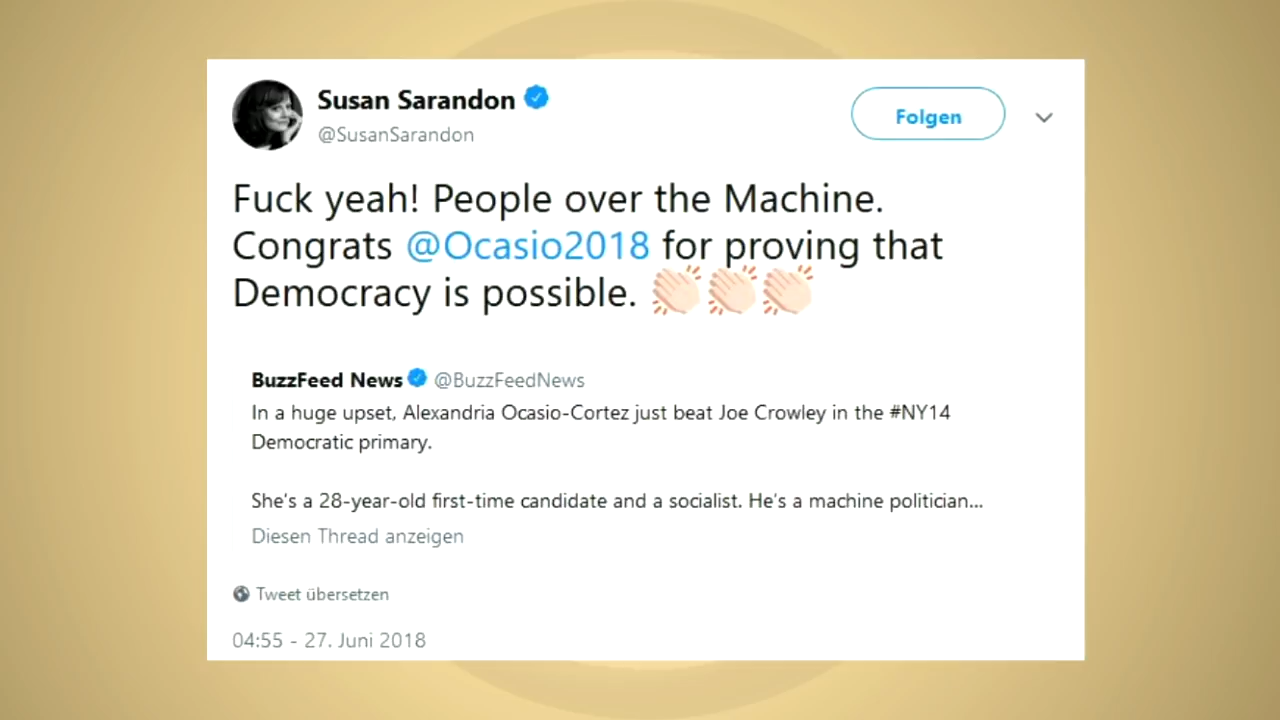 Susan Sarandon
@SusanSarandon
Folgen
Fuck yeah! People over the Machine.
Congrats @Ocasio2018 for proving that
Democracy is possible. 👏🏻👏🏻👏🏻
BuzzFeed News @BuzzFeedNews
In a huge upset, Alexandria Ocasio-Cortez just beat Joe Crowley in the #NY14
Democratic primary.
She's a 28-year-old first-time candidate and a socialist. He's a machine politician...
Diesen Thread anzeigen
Tweet übersetzen
04:55 - 27. Juni 2018